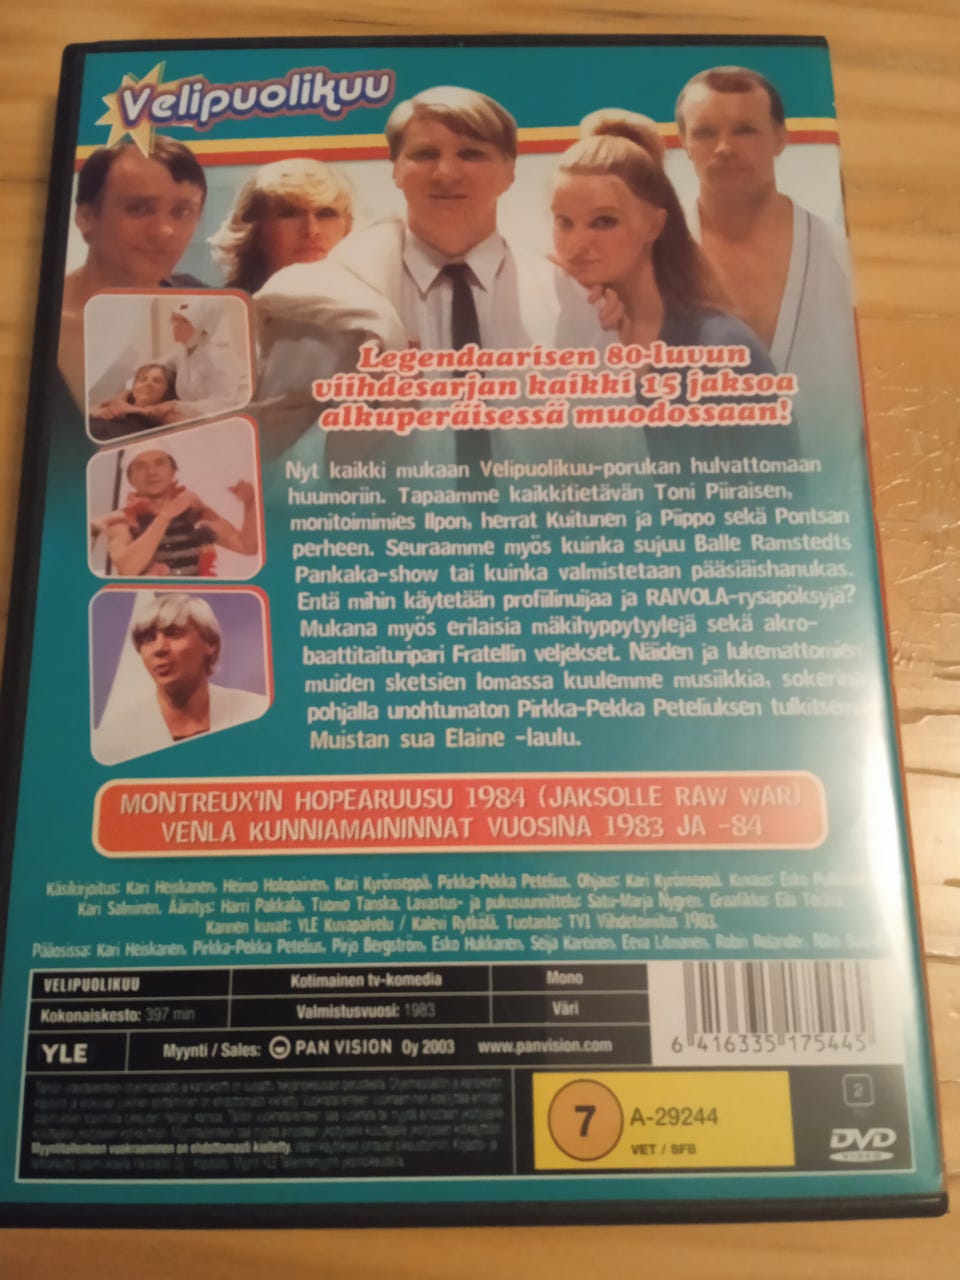 Velipuolikuu
Legendaarisen 80-luvun
viihdesarjan kaikki 15 jaksoa
alkuperäisessä muodossaan!
Nyt kaikki mukaan Velipuolikuu-porukan hulvattomaan
huumoriin. Tapaamme kaikkitietävän Toni Piiraisen,
monitoimimies Ilpon, herrat Kuitunen ja Piippo sekä Pontsan
perheen. Seuraamme myös kuinka sujuu Balle Ramstedts
Pankaka-show tai kuinka valmistetaan pääsiäishanukas.
Entä mihin käytetään profiilinuijaa ja RAIVOLA-rysapöksyjä?
Mukana myös erilaisia mäkihyppytyylejä sekä akro-
baattitaituripari Fratellin veljekset. Näiden ja lukemattomien
muiden sketsien lomassa kuulemme musiikkia, sokerina
pohjalla unohtumaton Pirkka-Pekka Peteliuksen tulkitsema
Muistan sua Elaine -laulu.
MONTREUX'IN HOPEARUUSU 1984 (JAKSOLLE RAW WAR)
VENLA KUNNIAMAININNAT VUOSINA 1983 JA -84
Käsikirjoitus: Kari Heiskanen, Heimo Holopainen, Kari Kyrönseppä, Pirkka-Pekka Petelius. Ohjaus: Kari Kyrönseppä. Kuvaus: Esko
Kari Salminen, Äänitys: Harri Pakkala, Tuomo Tanska. Lavastus- ja pukusuunnittelu: Satu-Marja Nygren. Graafikko: Eila
Kannen kuvat: YLE Kuvapalvelu / Kalevi Rytkölä. Tuotanto: TV1 Viihdetoimitus 1983.
Pääosissa: Kari Heiskanen, Pirkka-Pekka Petelius, Pirjo Bergström, Esko Hukkanen, Seija Kareinen, Eeva Litmanen, Robin Relander,
VELIPUOLIKUU
Kotimainen tv-komedia
Mono
Kokonaiskesto: 397 min
Valmistusvuosi: 1983
Väri
YLE
Myynti / Sales: PAN VISION Oy 2003 www.panvision.com
6 416335 175445
Myyntitallenteen vuokraaminen on ehdottomasti kielletty.
7
A-29244
VET / SFB
2
DVD
VIDEO